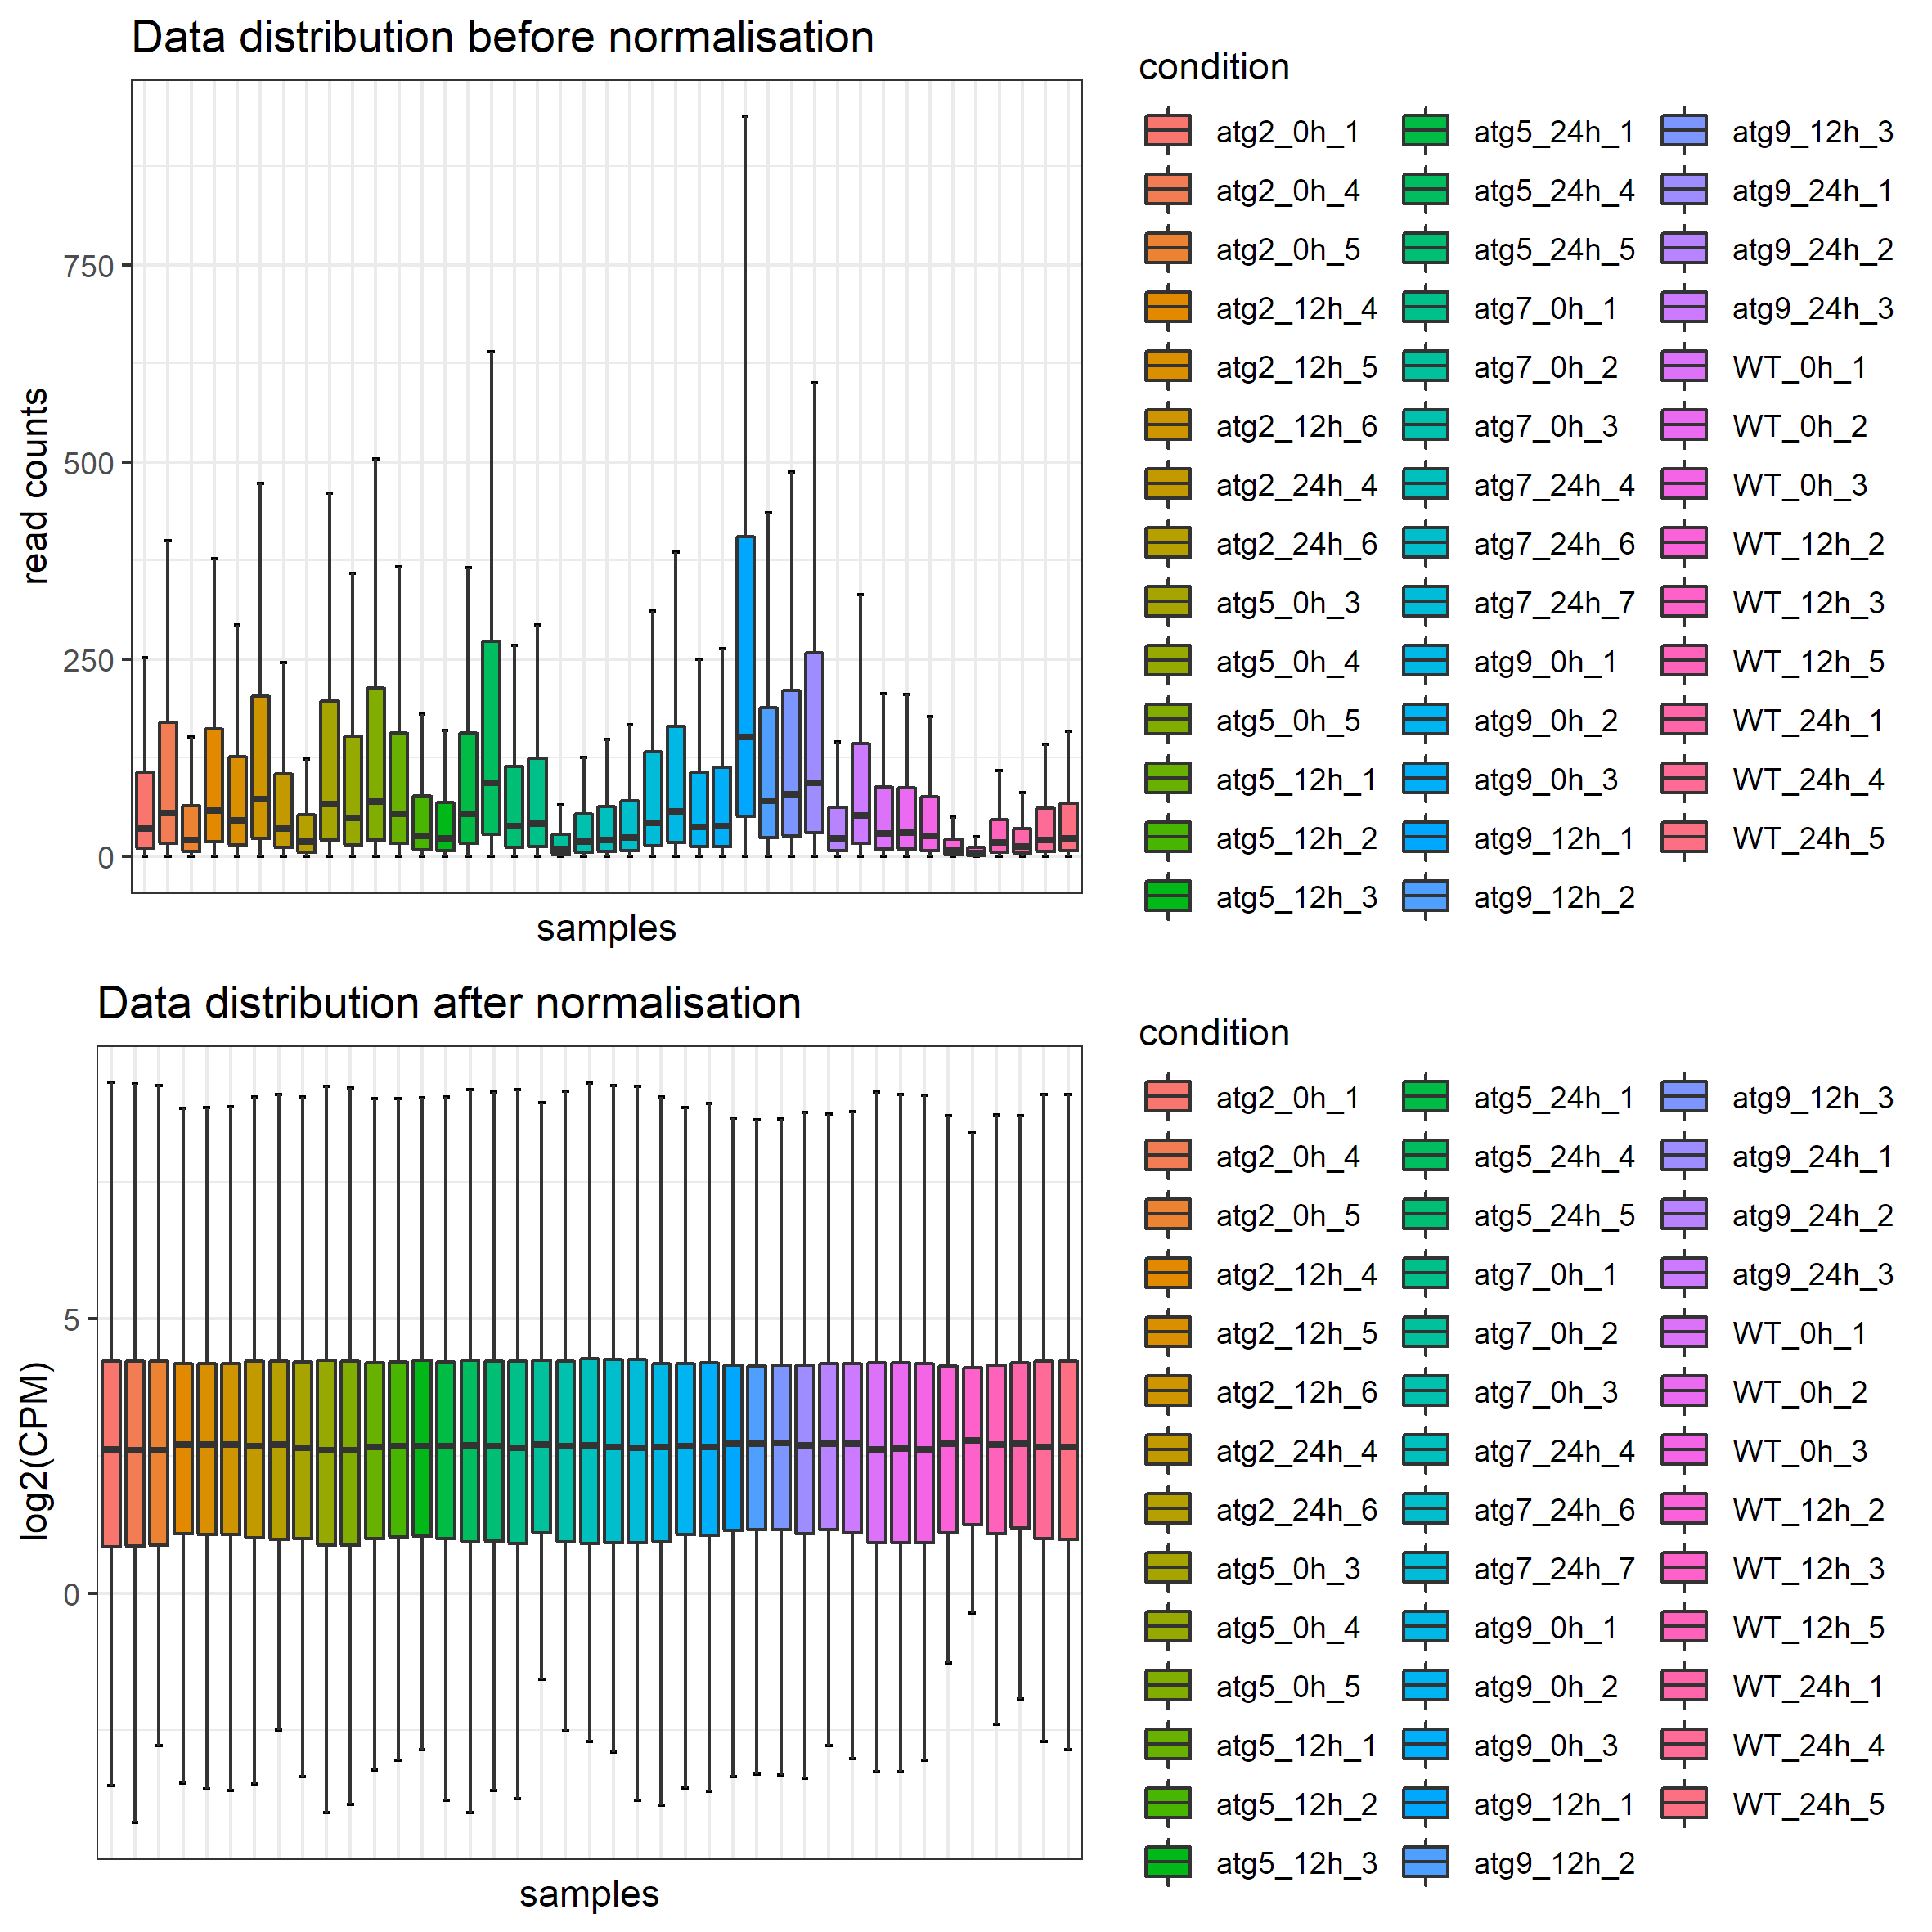 Data distribution before normalisation
750
500
250
0
read counts
samples
condition
atg2_0h_1
atg2_0h_4
atg2_0h_5
atg2_12h_4
atg2_12h_5
atg2_12h_6
atg2_24h_4
atg2_24h_6
atg5_0h_3
atg5_0h_4
atg5_0h_5
atg5_12h_1
atg5_12h_2
atg5_12h_3
atg5_24h_1
atg5_24h_4
atg5_24h_5
atg7_0h_1
atg7_0h_2
atg7_0h_3
atg7_24h_4
atg7_24h_6
atg7_24h_7
atg9_0h_1
atg9_0h_2
atg9_0h_3
atg9_12h_1
atg9_12h_2
atg9_12h_3
atg9_24h_1
atg9_24h_2
atg9_24h_3
WT_0h_1
WT_0h_2
WT_0h_3
WT_12h_2
WT_12h_3
WT_12h_5
WT_24h_1
WT_24h_4
WT_24h_5
Data distribution after normalisation
5
0
log2(CPM)
samples
condition
atg2_0h_1
atg2_0h_4
atg2_0h_5
atg2_12h_4
atg2_12h_5
atg2_12h_6
atg2_24h_4
atg2_24h_6
atg5_0h_3
atg5_0h_4
atg5_0h_5
atg5_12h_1
atg5_12h_2
atg5_12h_3
atg5_24h_1
atg5_24h_4
atg5_24h_5
atg7_0h_1
atg7_0h_2
atg7_0h_3
atg7_24h_4
atg7_24h_6
atg7_24h_7
atg9_0h_1
atg9_0h_2
atg9_0h_3
atg9_12h_1
atg9_12h_2
atg9_12h_3
atg9_24h_1
atg9_24h_2
atg9_24h_3
WT_0h_1
WT_0h_2
WT_0h_3
WT_12h_2
WT_12h_3
WT_12h_5
WT_24h_1
WT_24h_4
WT_24h_5